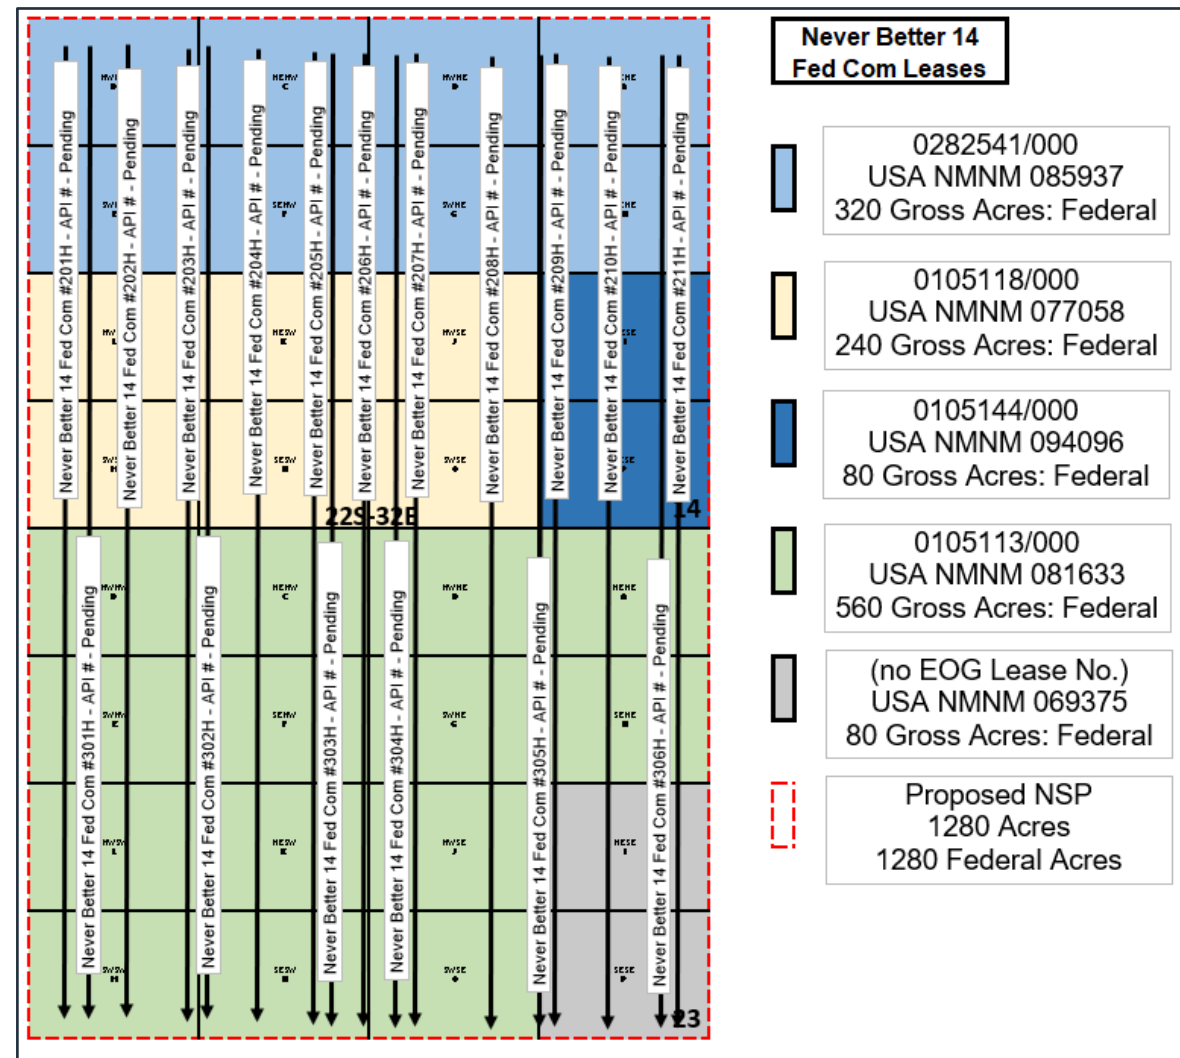 Never Better 14
Fed Com Leases
0282541/000
USA NMNM 085937
320 Gross Acres: Federal
0105118/000
USA NMNM 077058
240 Gross Acres: Federal
0105144/000
USA NMNM 094096
80 Gross Acres: Federal
0105113/000
USA NMNM 081633
560 Gross Acres: Federal
(no EOG Lease No.)
USA NMNM 069375
80 Gross Acres: Federal
Proposed NSP
1280 Acres
1280 Federal Acres
Never Better 14 Fed Com #201H - API # - Pending
Never Better 14 Fed Com #202H - API # - Pending
Never Better 14 Fed Com #203H - API # - Pending
Never Better 14 Fed Com #204H - API # - Pending
Never Better 14 Fed Com #205H - API # - Pending
Never Better 14 Fed Com #206H - API # - Pending
Never Better 14 Fed Com #207H - API # - Pending
Never Better 14 Fed Com #208H - API # - Pending
Never Better 14 Fed Com #209H - API # - Pending
Never Better 14 Fed Com #210H - API # - Pending
Never Better 14 Fed Com #211H - API # - Pending
22S-32E
14
Never Better 14 Fed Com #301H - API # - Pending
Never Better 14 Fed Com #302H - API # - Pending
Never Better 14 Fed Com #303H - API # - Pending
Never Better 14 Fed Com #304H - API # - Pending
Never Better 14 Fed Com #305H - API # - Pending
Never Better 14 Fed Com #306H - API # - Pending
23